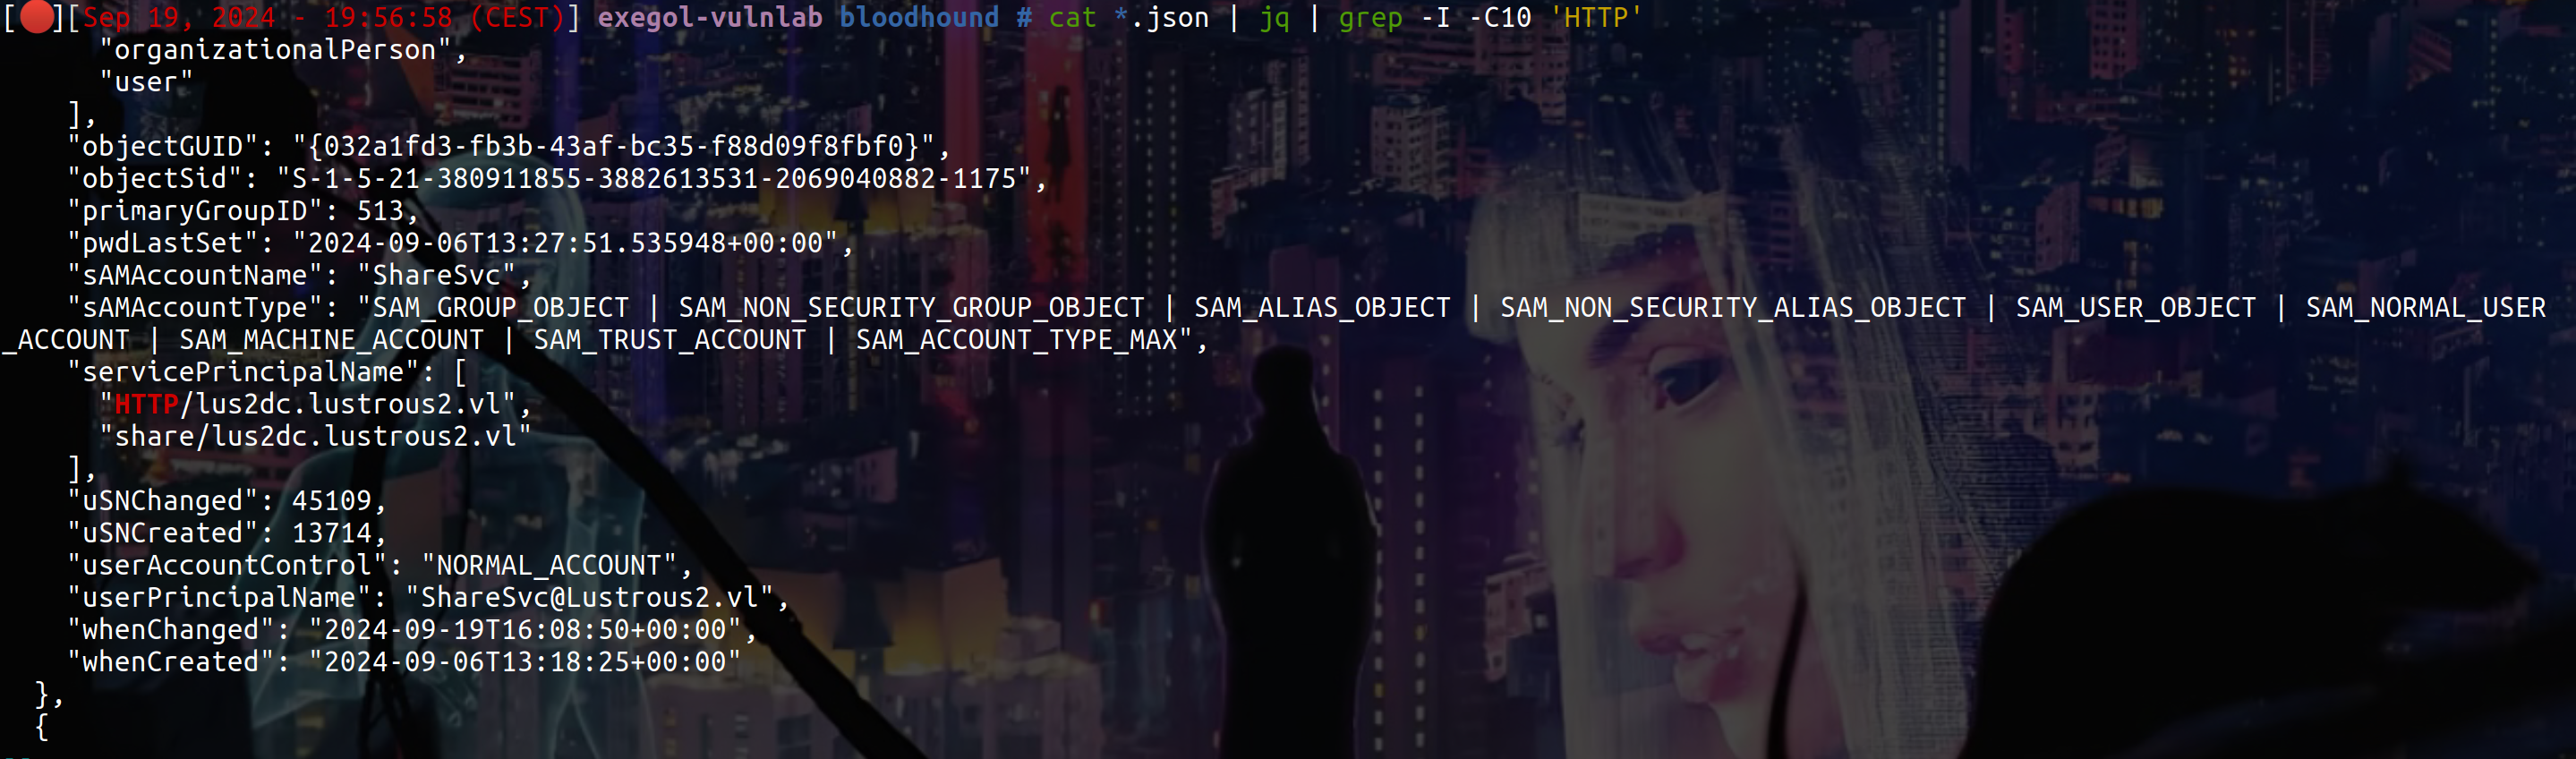 [🔴][Sep 19, 2024 - 19:56:58 (CEST)] exegol-vulnlab bloodhound # cat *.json | jq | grep -I -C10 'HTTP'
      "organizationalPerson",
      "user"
    ],
    "objectGUID": "{032a1fd3-fb3b-43af-bc35-f88d09f8fbf0}",
    "objectSid": "S-1-5-21-380911855-3882613531-2069040882-1175",
    "primaryGroupID": 513,
    "pwdLastSet": "2024-09-06T13:27:51.535948+00:00",
    "sAMAccountName": "ShareSvc",
    "sAMAccountType": "SAM_GROUP_OBJECT | SAM_NON_SECURITY_GROUP_OBJECT | SAM_ALIAS_OBJECT | SAM_NON_SECURITY_ALIAS_OBJECT | SAM_USER_OBJECT | SAM_NORMAL_USER
_ACCOUNT | SAM_MACHINE_ACCOUNT | SAM_TRUST_ACCOUNT | SAM_ACCOUNT_TYPE_MAX",
    "servicePrincipalName": [
      "HTTP/lus2dc.lustrous2.vl",
      "share/lus2dc.lustrous2.vl"
    ],
    "uSNChanged": 45109,
    "uSNCreated": 13714,
    "userAccountControl": "NORMAL_ACCOUNT",
    "userPrincipalName": "ShareSvc@Lustrous2.vl",
    "whenChanged": "2024-09-19T16:08:50+00:00",
    "whenCreated": "2024-09-06T13:18:25+00:00"
  },
  {